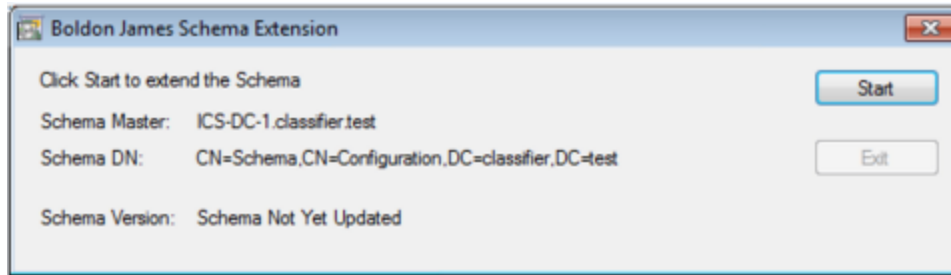 Boldon James Schema Extension
Click Start to extend the Schema
Start
Schema Master: ICS-DC-1.classifier.test
Schema DN: CN=Schema,CN=Configuration,DC=classifier,DC=test
Exit
Schema Version: Schema Not Yet Updated